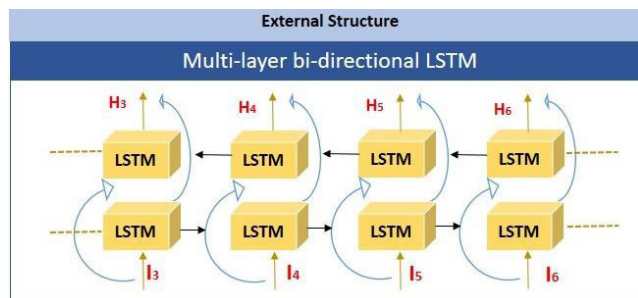 External Structure
Multi-layer bi-directional LSTM
H3 H4 H5 H6
LSTM LSTM LSTM LSTM
LSTM LSTM LSTM LSTM
I3 I4 I5 I6